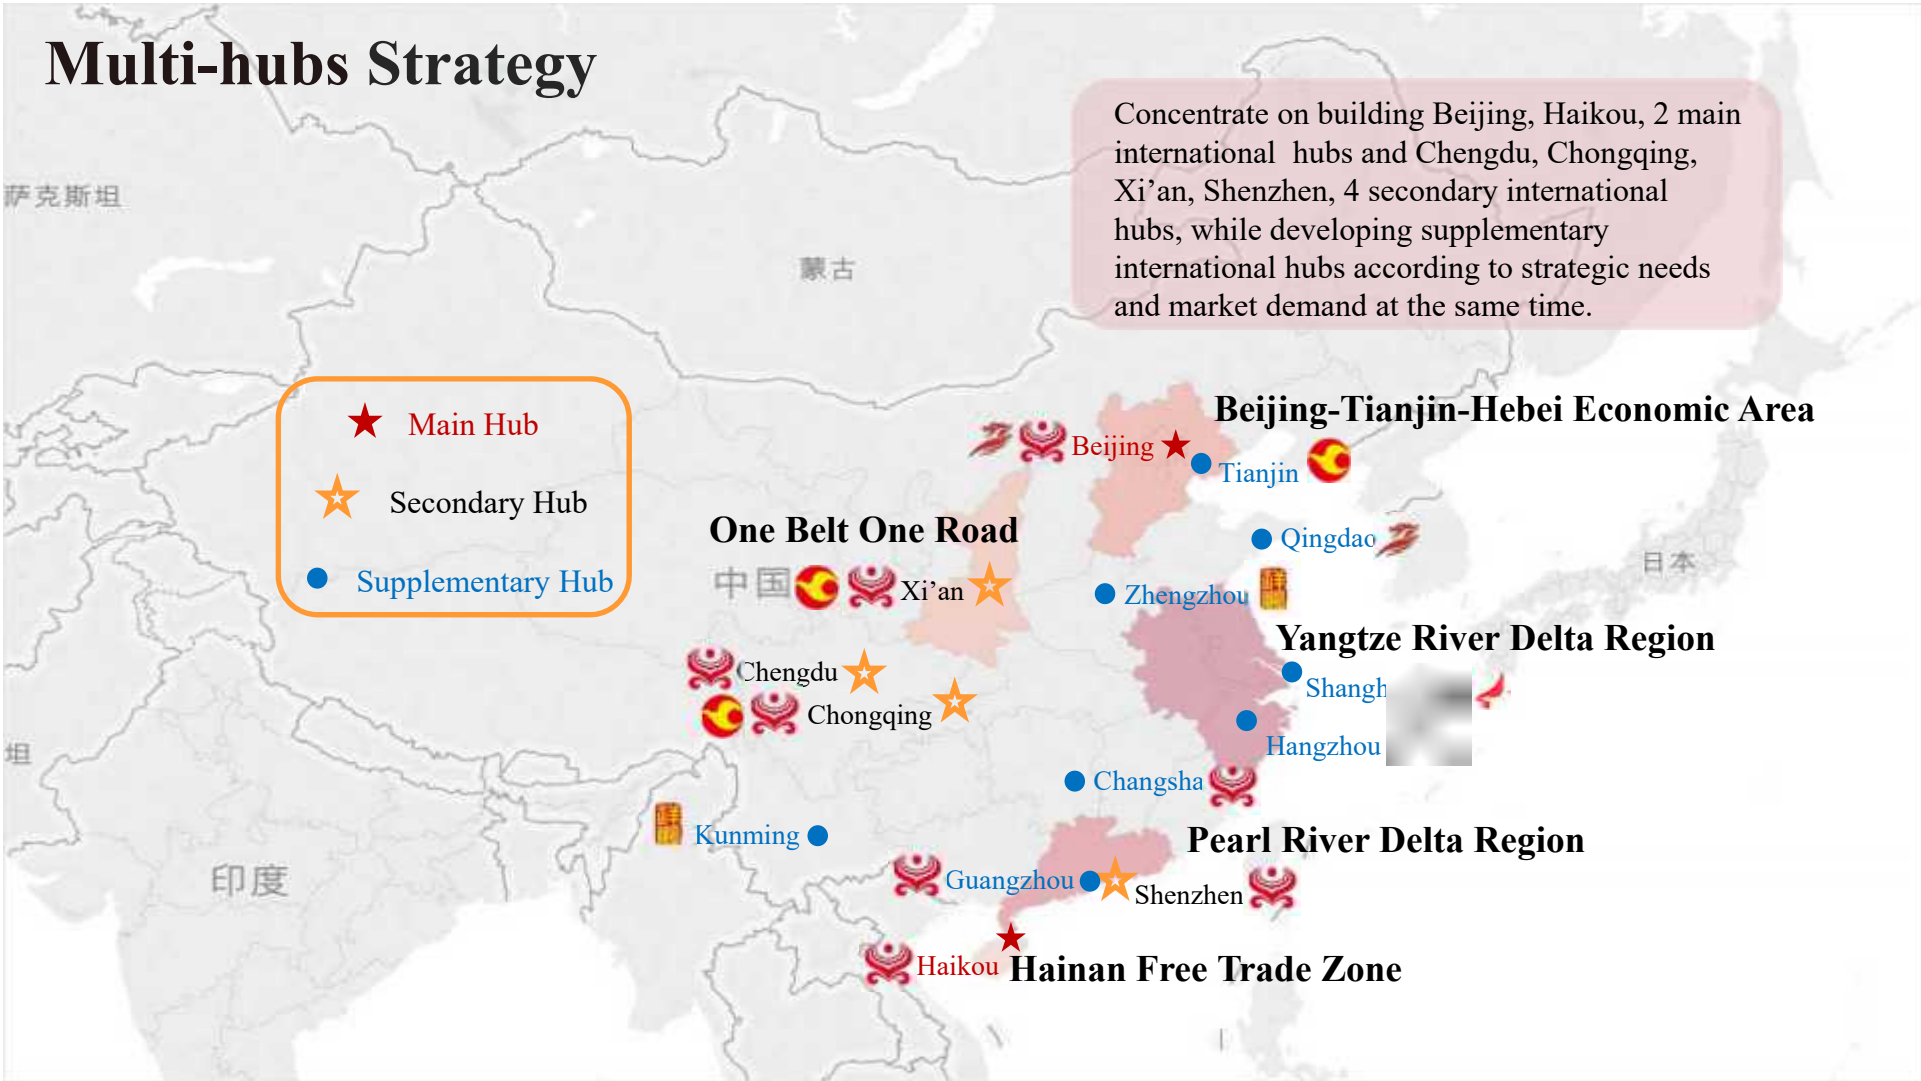 Multi-hubs Strategy
Concentrate on building Beijing, Haikou, 2 main
international hubs and Chengdu, Chongqing,
Xi’an, Shenzhen, 4 secondary international
hubs, while developing supplementary
international hubs according to strategic needs
and market demand at the same time.
萨克斯坦
蒙古
Main Hub
Secondary Hub
Supplementary Hub
Beijing-Tianjin-Hebei Economic Area
Beijing
Tianjin
One Belt One Road
Qingdao
中国
Xi’an
Zhengzhou
日本
Yangtze River Delta Region
Chengdu
Shangh
Chongqing
Hangzhou
坦
Changsha
Kunming
Pearl River Delta Region
印度
Guangzhou
Shenzhen
Haikou
Hainan Free Trade Zone